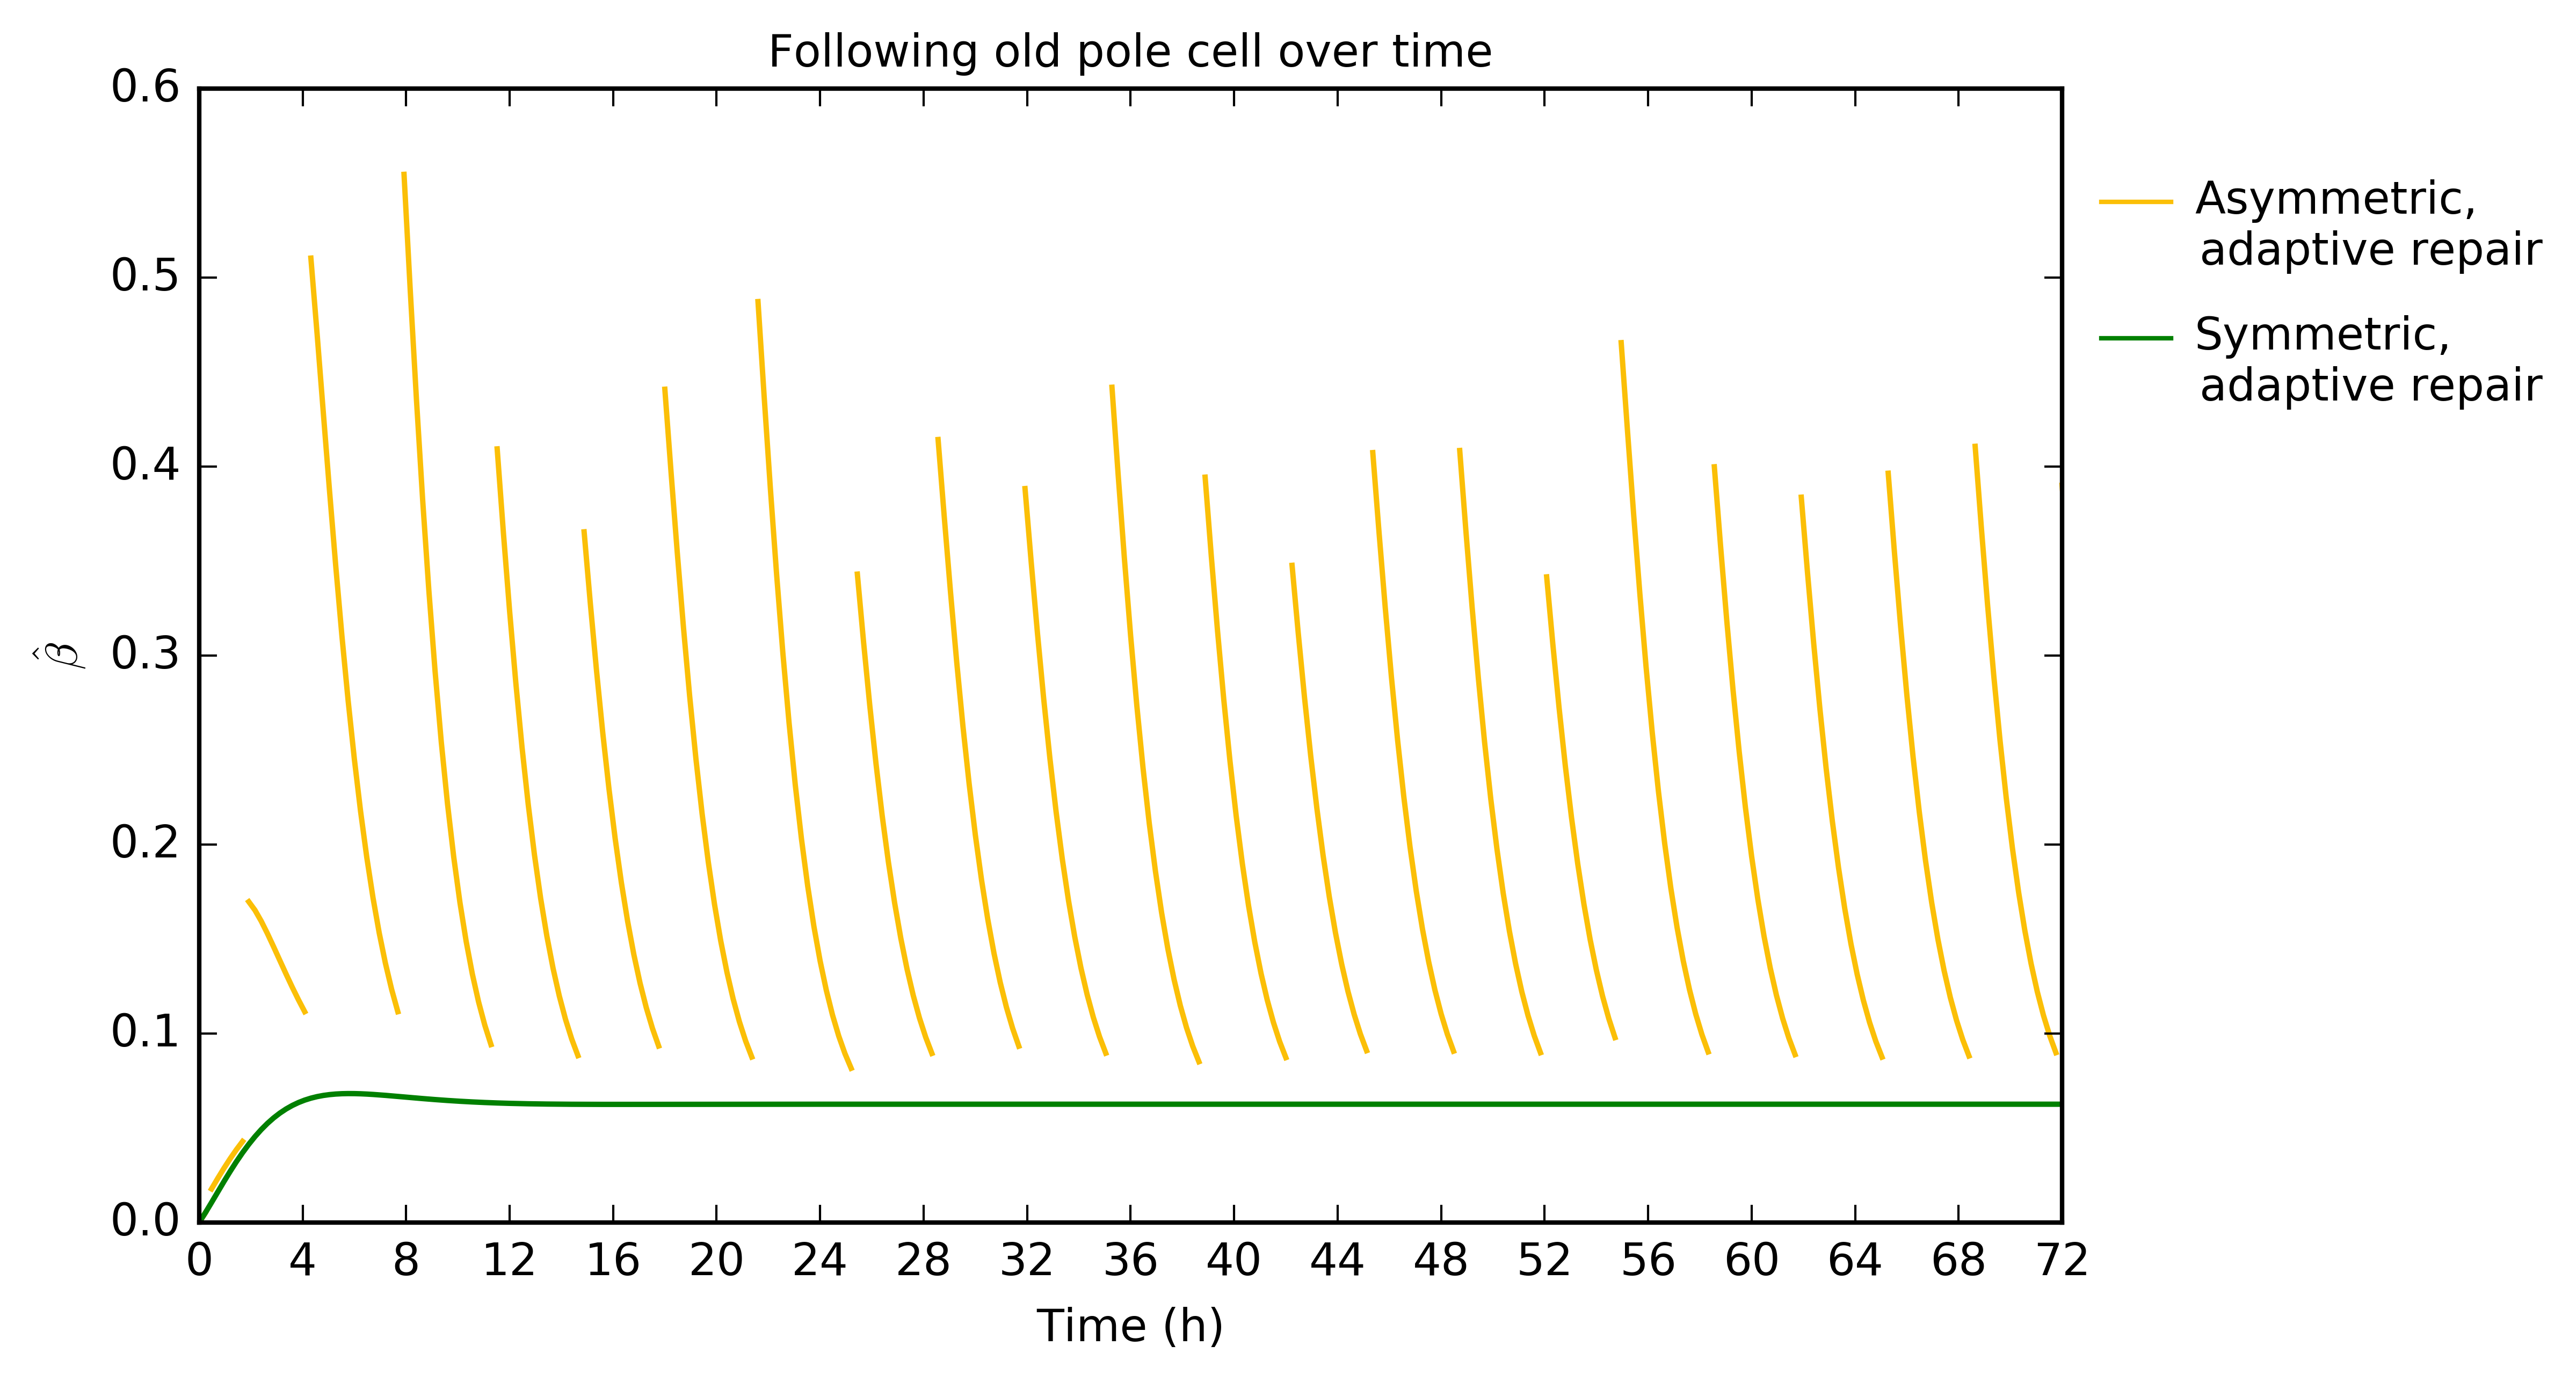 Following old pole cell over time
0.6
0.5
0.4
0.3
0.2
0.1
0.0
β̂
0 4 8 12 16 20 24 28 32 36 40 44 48 52 56 60 64 68 72
Time (h)
Asymmetric,
adaptive repair
Symmetric,
adaptive repair